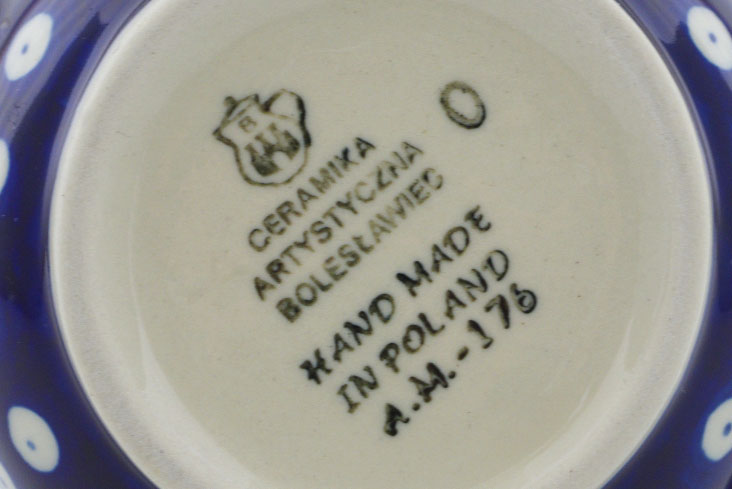 B
O
CERAMIKA
ARTYSTYCZNA
BOLESŁAWIEC
HAND MADE
IN POLAND
A.M.-175